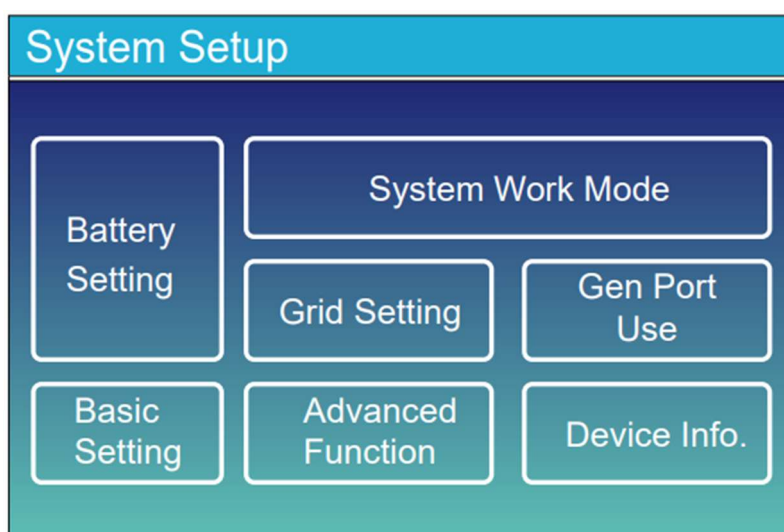 System Setup
Battery
Setting
System Work Mode
Grid Setting
Gen Port
Use
Basic
Setting
Advanced
Function
Device Info.